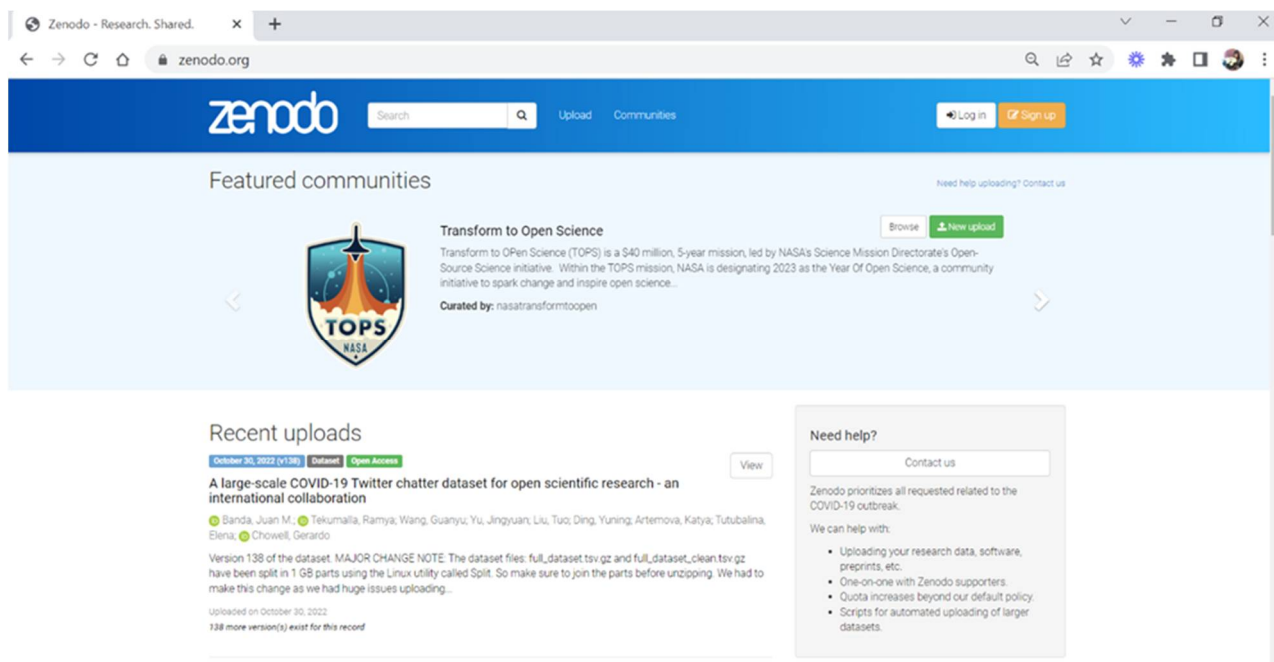 Zenodo - Research. Shared.
zenodo.org
zenodo
Search
Upload
Communities
Log in
Sign up
Featured communities
Need help uploading? Contact us
TOPS
NASA
Transform to Open Science
Browse
New upload
Transform to OPen Science (TOPS) is a $40 million, 5-year mission, led by NASA's Science Mission Directorate's Open-
Source Science initiative. Within the TOPS mission, NASA is designating 2023 as the Year Of Open Science, a community
initiative to spark change and inspire open science...
Curated by: nasatransformtoopen
Recent uploads
October 30, 2022 (v138) Dataset Open Access
View
A large-scale COVID-19 Twitter chatter dataset for open scientific research - an
international collaboration
Banda, Juan M.; Tekumalla, Ramya; Wang, Guanyu; Yu, Jingyuan; Liu, Tuo; Ding, Yuning; Artemova, Katya; Tutubalina,
Elena; Chowell, Gerardo
Version 138 of the dataset. MAJOR CHANGE NOTE: The dataset files: full_dataset.tsv.gz and full_dataset_clean.tsv.gz
have been split in 1 GB parts using the Linux utility called Split. So make sure to join the parts before unzipping. We had to
make this change as we had huge issues uploading...
Uploaded on October 30, 2022
138 more version(s) exist for this record
Need help?
Contact us
Zenodo prioritizes all requested related to the
COVID-19 outbreak.
We can help with:
• Uploading your research data, software,
preprints, etc.
• One-on-one with Zenodo supporters.
• Quota increases beyond our default policy.
• Scripts for automated uploading of larger
datasets.